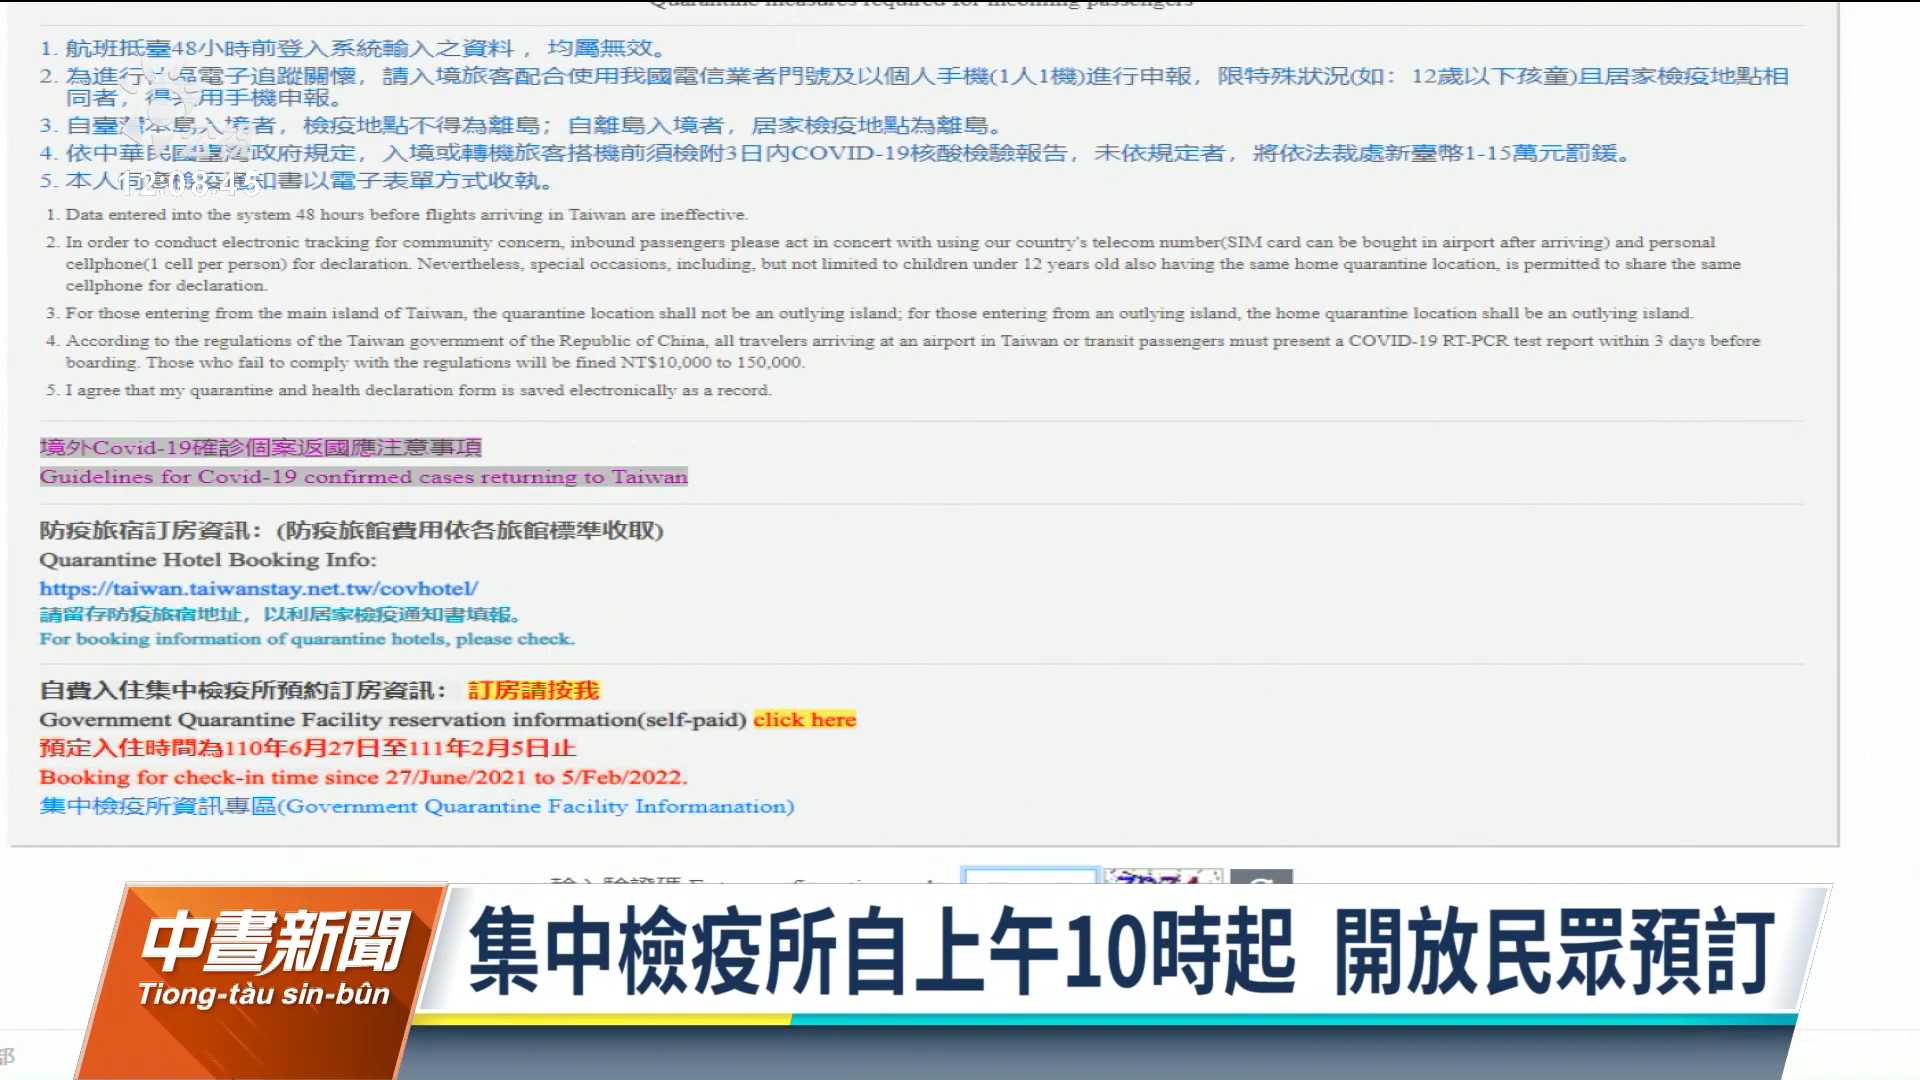 Quarantine measures required for incoming passengers
1. 航班抵臺48小時前登入系統輸入之資料 ，均屬無效。
2. 為進行社區電子追蹤關懷，請入境旅客配合使用我國電信業者門號及以個人手機(1人1機)進行申報，限特殊狀況(如：12歲以下孩童)且居家檢疫地點相
同者，得共用手機申報。
3. 自臺灣本島入境者，檢疫地點不得為離島；自離島入境者，居家檢疫地點為離島。
4. 依中華民國臺灣政府規定，入境或轉機旅客搭機前須檢附3日內COVID-19核酸檢驗報告，未依規定者，將依法裁處新臺幣1-15萬元罰鍰。
5. 本人同意檢疫通知書以電子表單方式收執。
12:08:45
1. Data entered into the system 48 hours before flights arriving in Taiwan are ineffective.
2. In order to conduct electronic tracking for community concern, inbound passengers please act in concert with using our country's telecom number(SIM card can be bought in airport after arriving) and personal
cellphone(1 cell per person) for declaration. Nevertheless, special occasions, including, but not limited to children under 12 years old also having the same home quarantine location, is permitted to share the same
cellphone for declaration.
3. For those entering from the main island of Taiwan, the quarantine location shall not be an outlying island; for those entering from an outlying island, the home quarantine location shall be an outlying island.
4. According to the regulations of the Taiwan government of the Republic of China, all travelers arriving at an airport in Taiwan or transit passengers must present a COVID-19 RT-PCR test report within 3 days before
boarding. Those who fail to comply with the regulations will be fined NT$10,000 to 150,000.
5. I agree that my quarantine and health declaration form is saved electronically as a record.
境外Covid-19確診個案返國應注意事項
Guidelines for Covid-19 confirmed cases returning to Taiwan
防疫旅宿訂房資訊：(防疫旅館費用依各旅館標準收取)
Quarantine Hotel Booking Info:
https://taiwan.taiwanstay.net.tw/covhotel/
請留存防疫旅宿地址，以利居家檢疫通知書填報。
For booking information of quarantine hotels, please check.
自費入住集中檢疫所預約訂房資訊： 訂房請按我
Government Quarantine Facility reservation information(self-paid) click here
預定入住時間為110年6月27日至111年2月5日止
Booking for check-in time since 27/June/2021 to 5/Feb/2022.
集中檢疫所資訊專區(Government Quarantine Facility Informanation)
中晝新聞
Tiong-tàu sin-bûn
集中檢疫所自上午10時起 開放民眾預訂
部